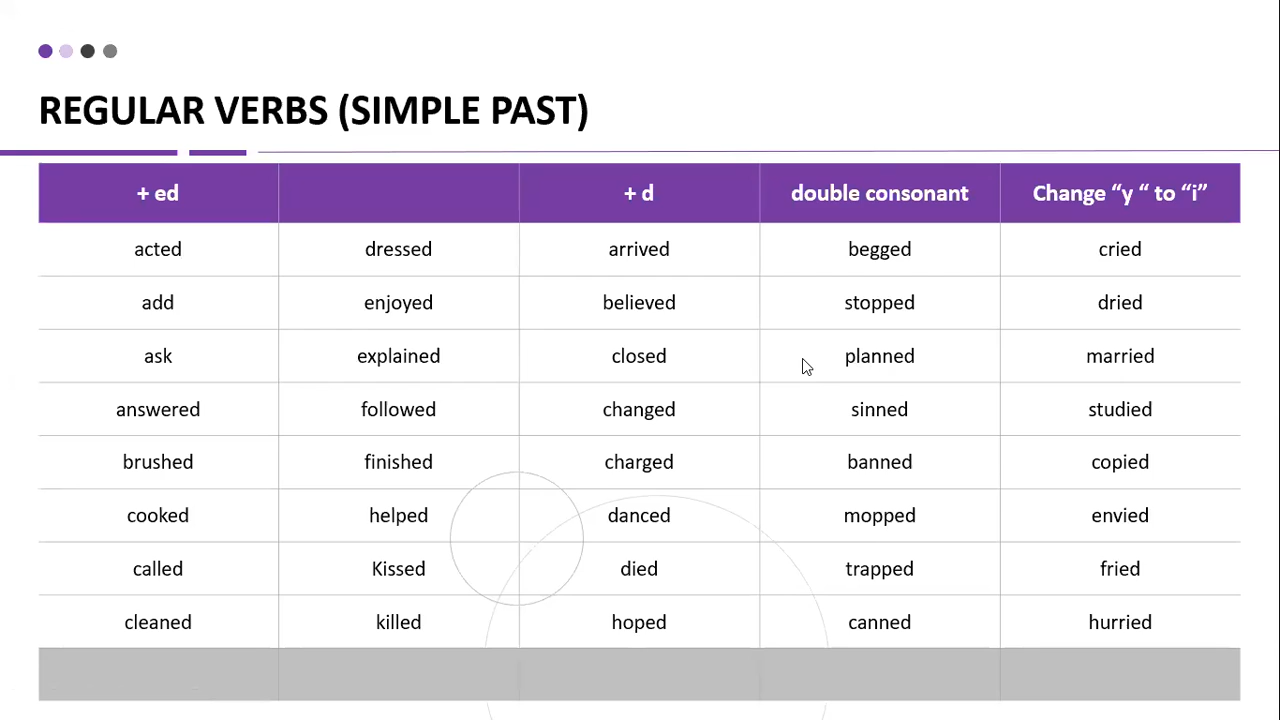 REGULAR VERBS (SIMPLE PAST)
+ ed + d double consonant Change “y “ to “i”
acted dressed arrived begged cried
add enjoyed believed stopped dried
ask explained closed planned married
answered followed changed sinned studied
brushed finished charged banned copied
cooked helped danced mopped envied
called Kissed died trapped fried
cleaned killed hoped canned hurried